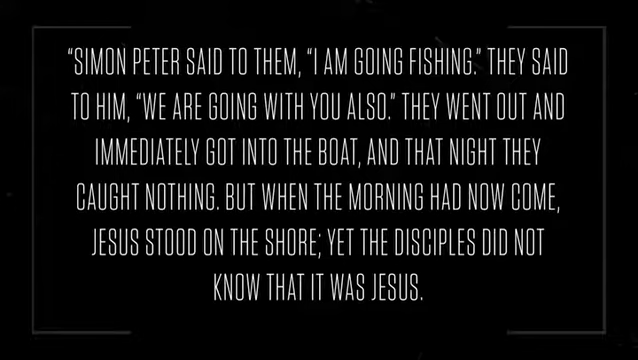 “SIMON PETER SAID TO THEM, “I AM GOING FISHING.” THEY SAID
TO HIM, “WE ARE GOING WITH YOU ALSO.” THEY WENT OUT AND
IMMEDIATELY GOT INTO THE BOAT, AND THAT NIGHT THEY
CAUGHT NOTHING. BUT WHEN THE MORNING HAD NOW COME,
JESUS STOOD ON THE SHORE; YET THE DISCIPLES DID NOT
KNOW THAT IT WAS JESUS.